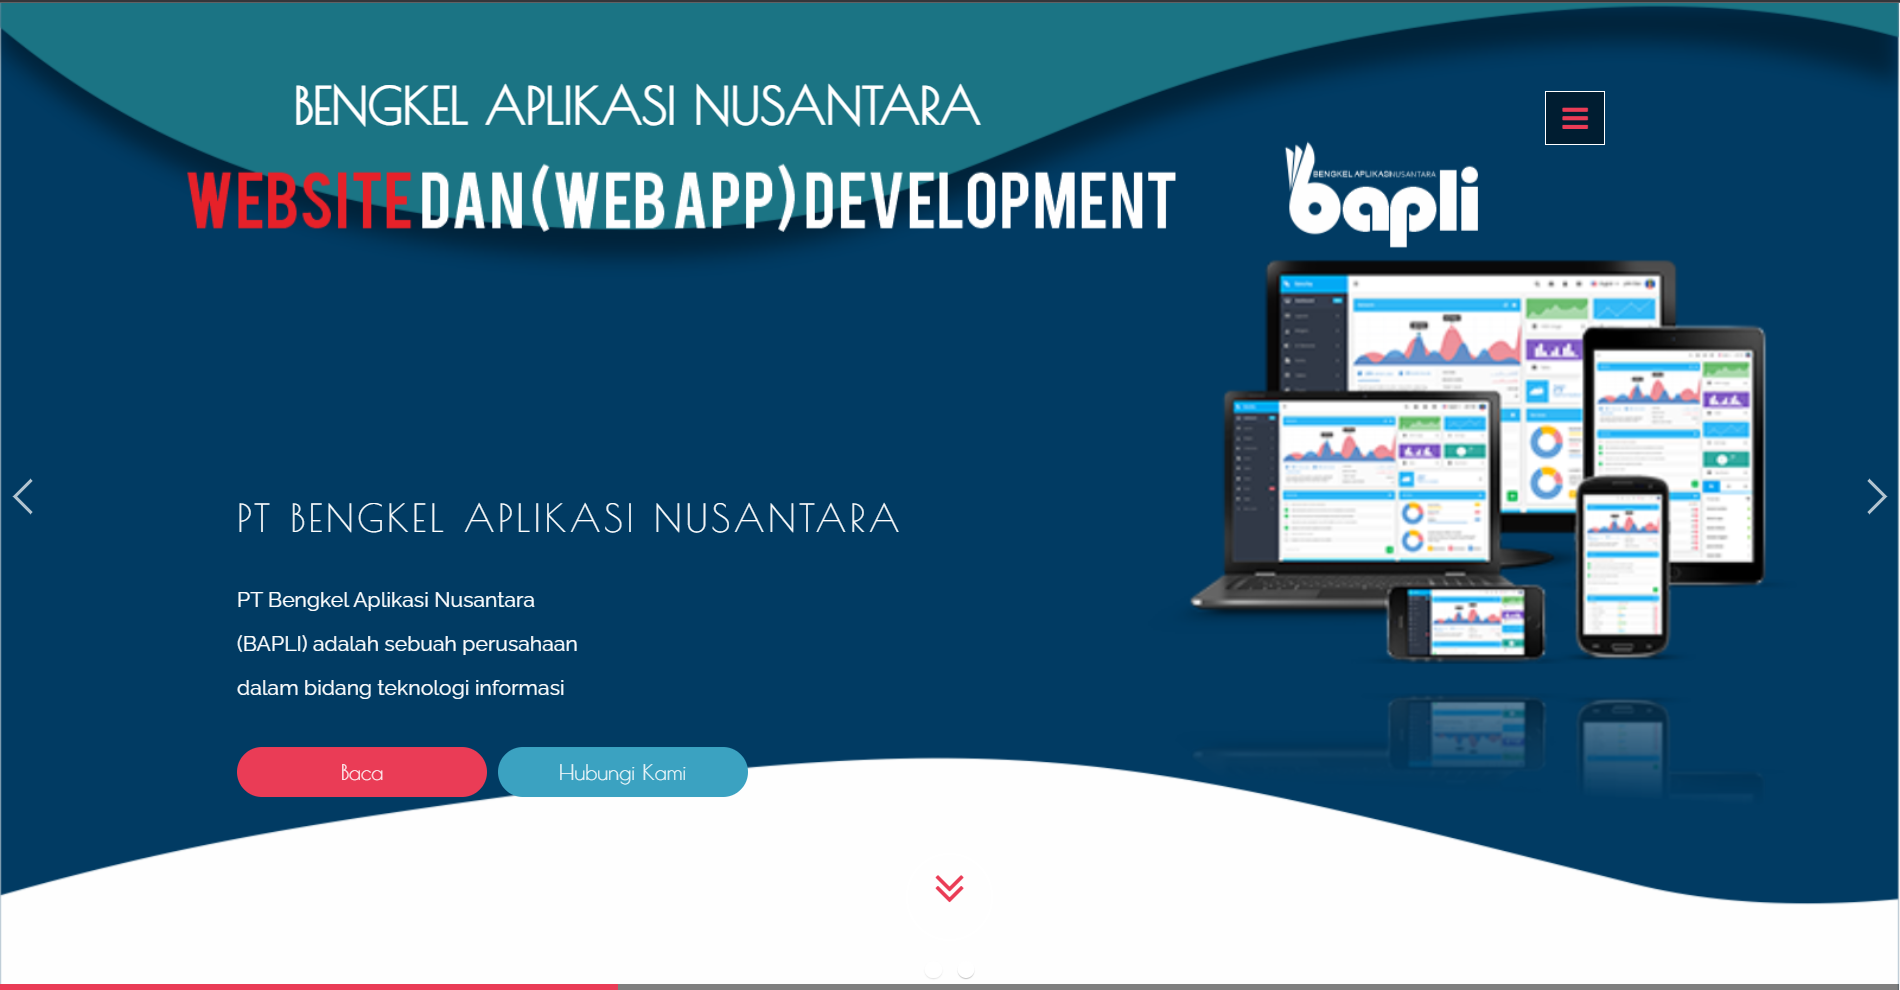 BENGKEL APLIKASI NUSANTARA
WEBSITE DAN (WEB APP) DEVELOPMENT
BENGKEL APLIKASI NUSANTARA
bapli
PT BENGKEL APLIKASI NUSANTARA
PT Bengkel Aplikasi Nusantara
(BAPLI) adalah sebuah perusahaan
dalam bidang teknologi informasi
Baca
Hubungi Kami